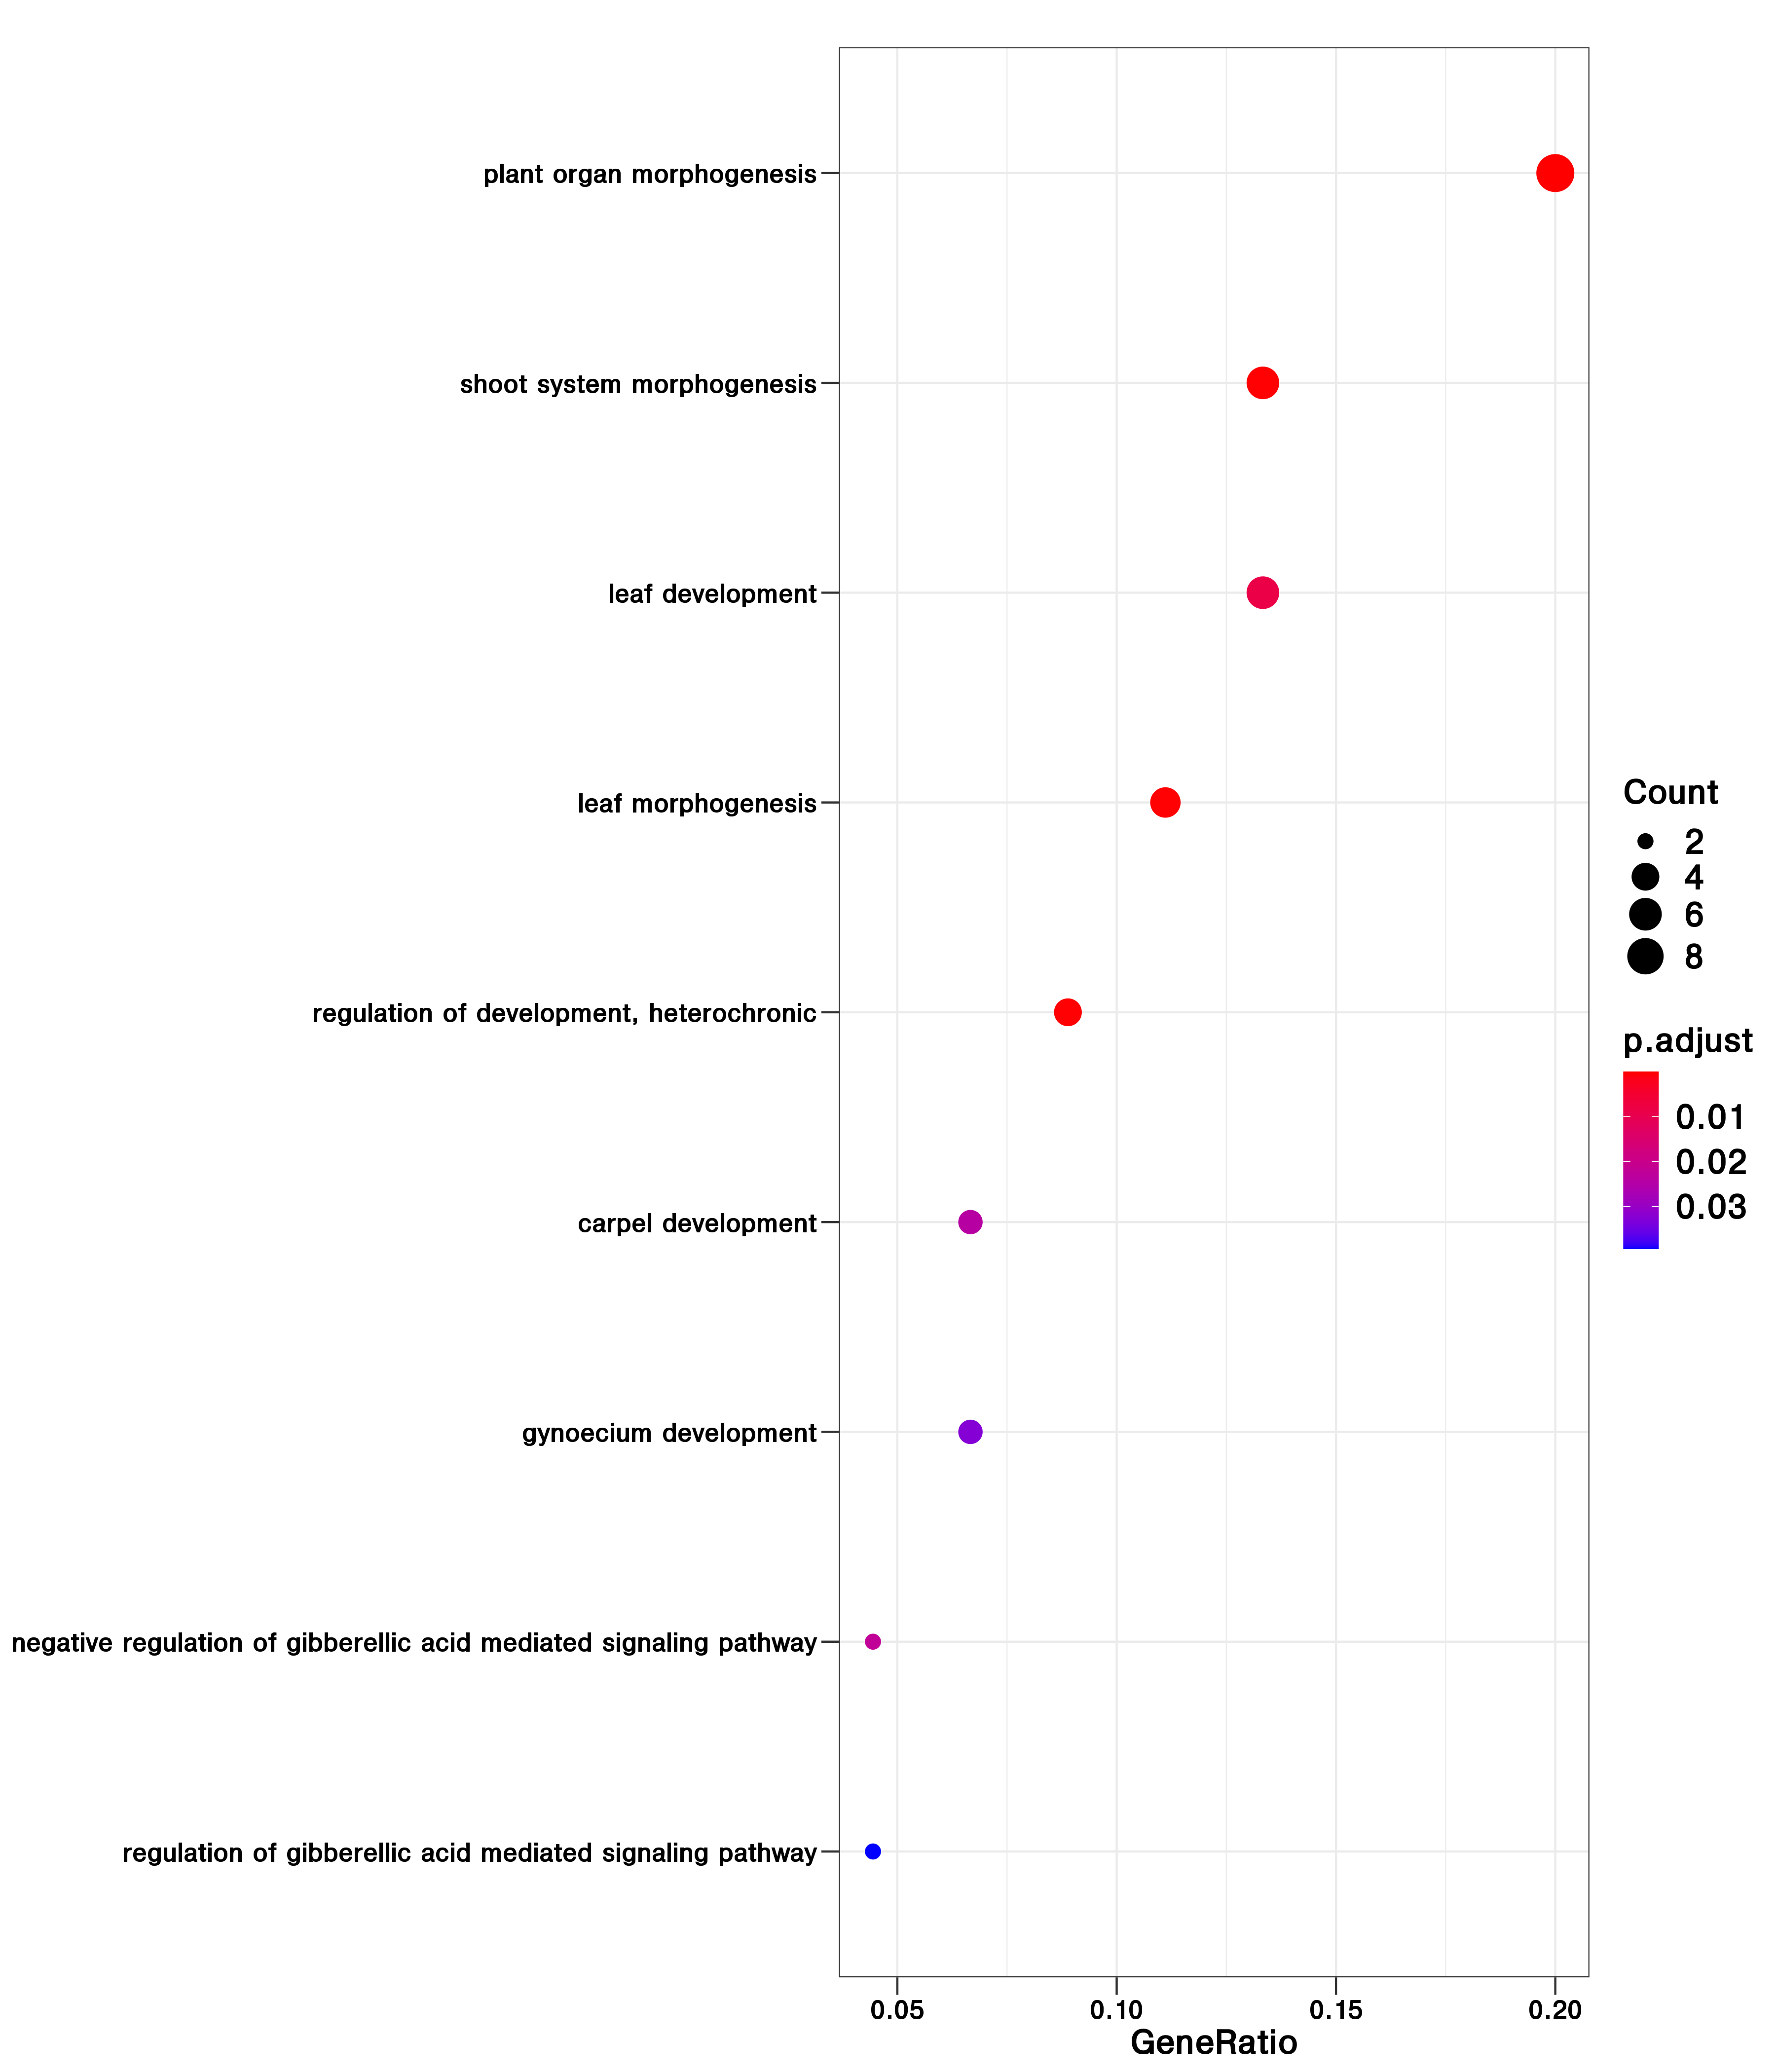 plant organ morphogenesis
shoot system morphogenesis
leaf development
leaf morphogenesis
regulation of development, heterochronic
carpel development
gynoecium development
negative regulation of gibberellic acid mediated signaling pathway
regulation of gibberellic acid mediated signaling pathway
0.05 0.10 0.15 0.20
GeneRatio
Count
2
4
6
8
p.adjust
0.01
0.02
0.03